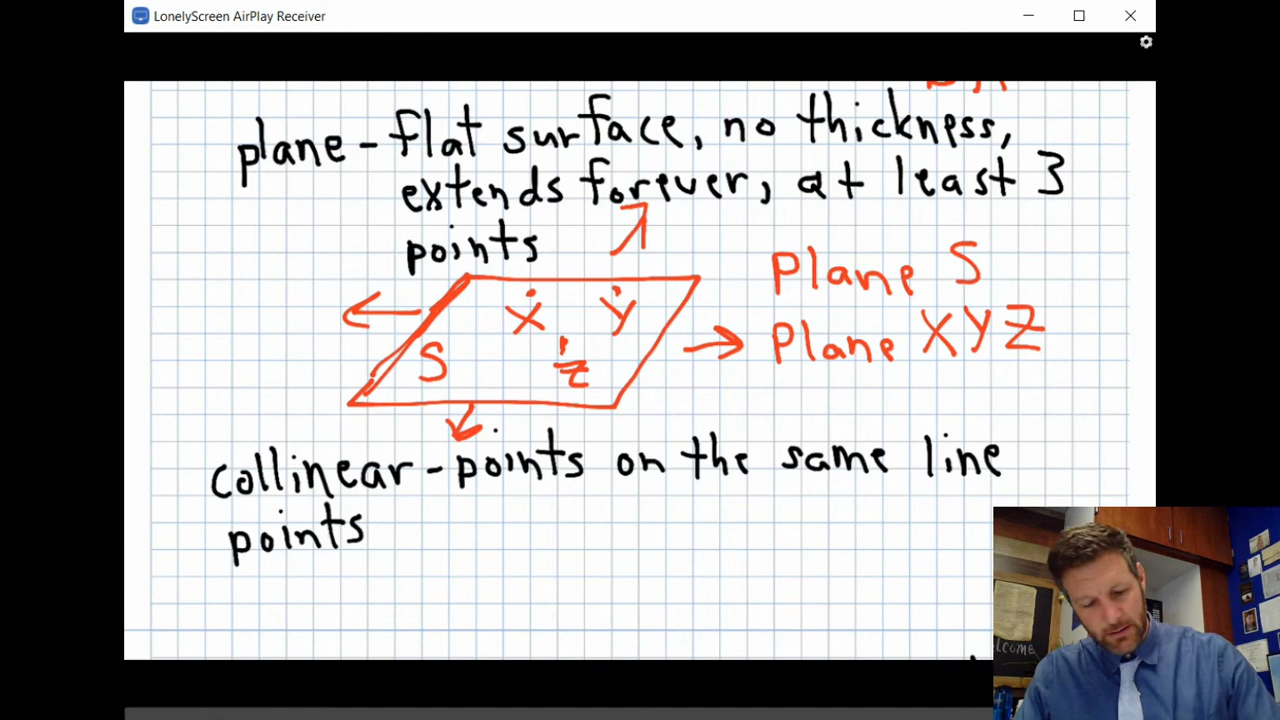 LonelyScreen AirPlay Receiver
plane - flat surface, no thickness,
extends forever, at least 3
points
Plane S
X Y
Plane XYZ
S Z
collinear - points on the same line
points
elcome